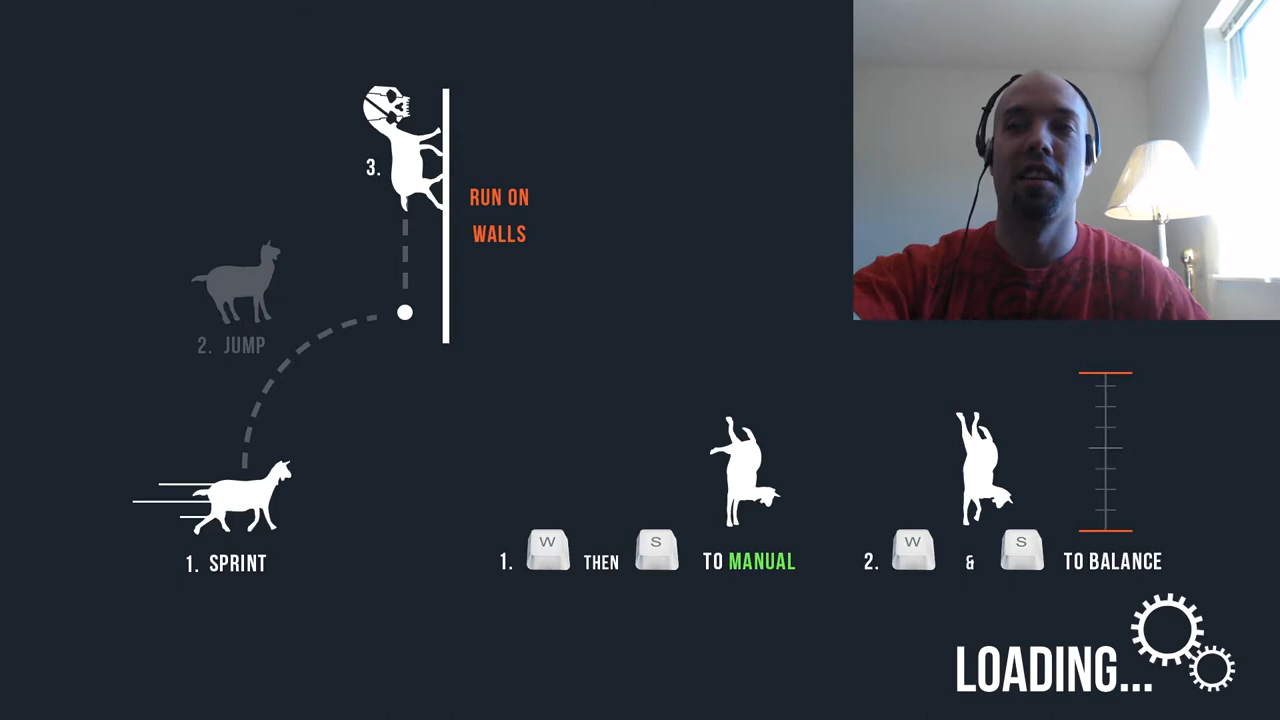 3.
RUN ON
WALLS
2. JUMP
1. SPRINT
1. W THEN S TO MANUAL
2. W & S TO BALANCE
LOADING...